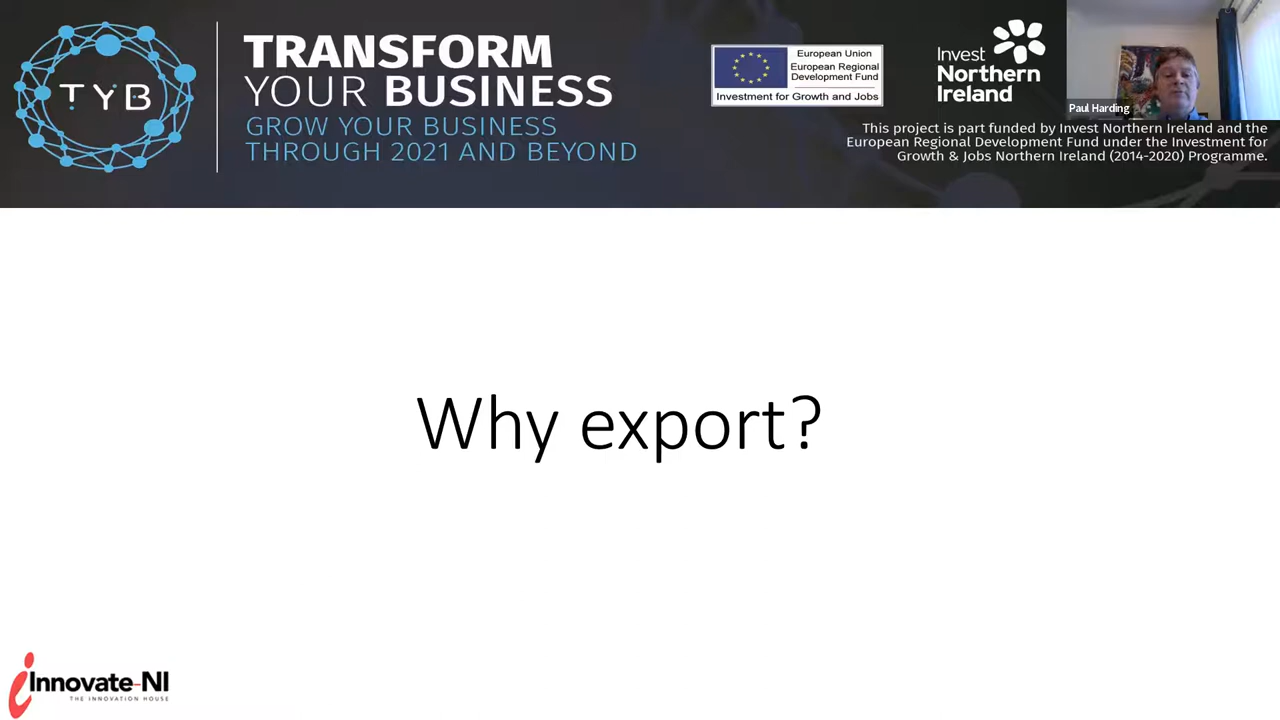 TYB
TRANSFORM
YOUR BUSINESS
GROW YOUR BUSINESS
THROUGH 2021 AND BEYOND
European Union
European Regional
Development Fund
Investment for Growth and Jobs
Invest
Northern
Ireland
Paul Harding
This project is part funded by Invest Northern Ireland and the
European Regional Development Fund under the Investment for
Growth & Jobs Northern Ireland (2014-2020) Programme.
Why export?
innovate-NI
THE INNOVATION HOUSE